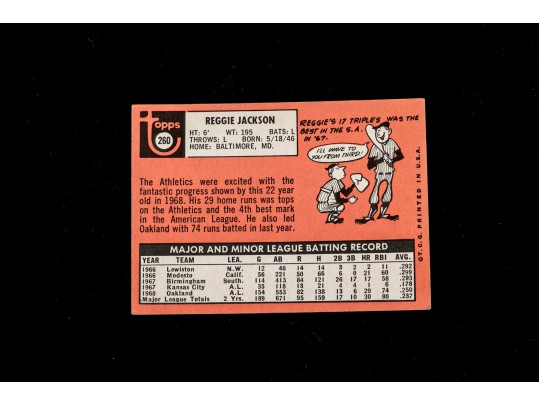 topps
260
REGGIE JACKSON
HT: 6' WT: 195 BATS: L
THROWS: L BORN: 5/18/46
HOME: BALTIMORE, MD.
REGGIE'S 17 TRIPLES WAS THE
BEST IN THE S.A.
IN '67.
I'LL WAVE TO
YOU FROM THIRD!
The Athletics were excited with the
fantastic progress shown by this 22 year
old in 1968. His 29 home runs was tops
on the Athletics and the 4th best mark
in the American League. He also led
Oakland with 74 runs batted in last year.
©T.C.G. PRINTED IN U.S.A.
MAJOR AND MINOR LEAGUE BATTING RECORD
YEAR TEAM LEA. G AB R H 2B 3B HR RBI AVG.
1966 Lewiston N.W. 12 48 14 14 3 2 2 11 .292
1966 Modesto Calif. 56 221 50 66 6 0 21 60 .299
1967 Birmingham South. 114 413 84 121 26 17 17 58 .293
1967 Kansas City A.L. 35 118 13 21 4 4 1 6 .178
1968 Oakland A.L. 154 553 82 138 13 6 29 74 .250
Major League Totals 2 Yrs. 189 671 95 159 17 10 30 80 .237